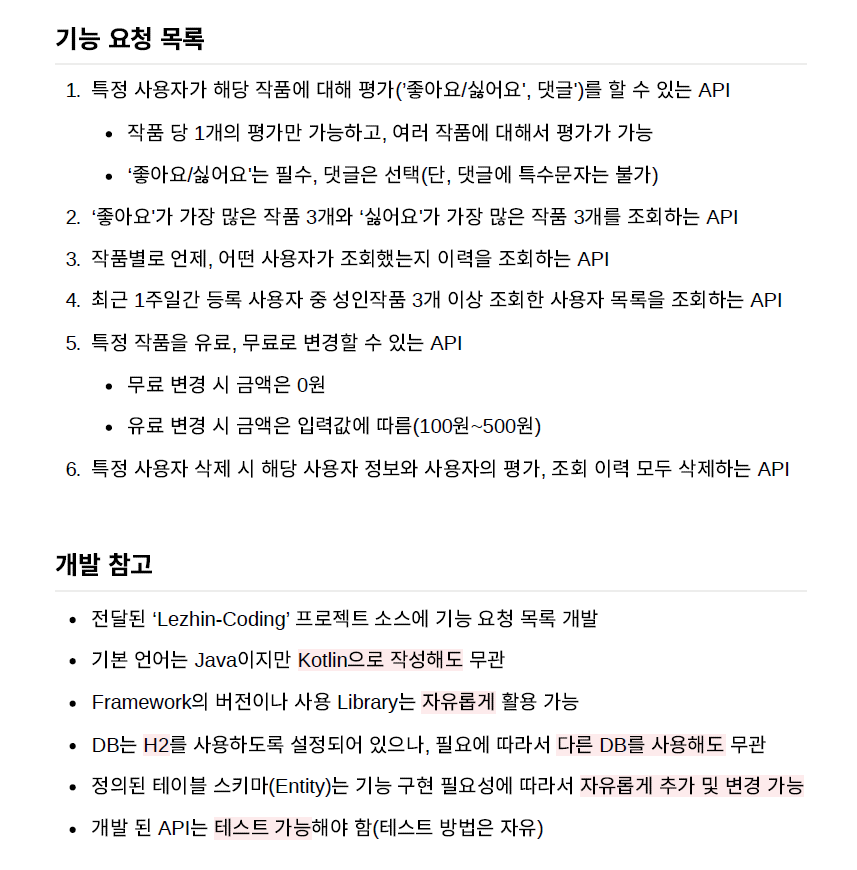 기능 요청 목록
1. 특정 사용자가 해당 작품에 대해 평가('좋아요/싫어요', 댓글')를 할 수 있는 API
• 작품 당 1개의 평가만 가능하고, 여러 작품에 대해서 평가가 가능
• ‘좋아요/싫어요'는 필수, 댓글은 선택(단, 댓글에 특수문자는 불가)
2. ‘좋아요'가 가장 많은 작품 3개와 ‘싫어요'가 가장 많은 작품 3개를 조회하는 API
3. 작품별로 언제, 어떤 사용자가 조회했는지 이력을 조회하는 API
4. 최근 1주일간 등록 사용자 중 성인작품 3개 이상 조회한 사용자 목록을 조회하는 API
5. 특정 작품을 유료, 무료로 변경할 수 있는 API
• 무료 변경 시 금액은 0원
• 유료 변경 시 금액은 입력값에 따름(100원~500원)
6. 특정 사용자 삭제 시 해당 사용자 정보와 사용자의 평가, 조회 이력 모두 삭제하는 API
개발 참고
• 전달된 ‘Lezhin-Coding’ 프로젝트 소스에 기능 요청 목록 개발
• 기본 언어는 Java이지만 Kotlin으로 작성해도 무관
• Framework의 버전이나 사용 Library는 자유롭게 활용 가능
• DB는 H2를 사용하도록 설정되어 있으나, 필요에 따라서 다른 DB를 사용해도 무관
• 정의된 테이블 스키마(Entity)는 기능 구현 필요성에 따라서 자유롭게 추가 및 변경 가능
• 개발 된 API는 테스트 가능해야 함(테스트 방법은 자유)